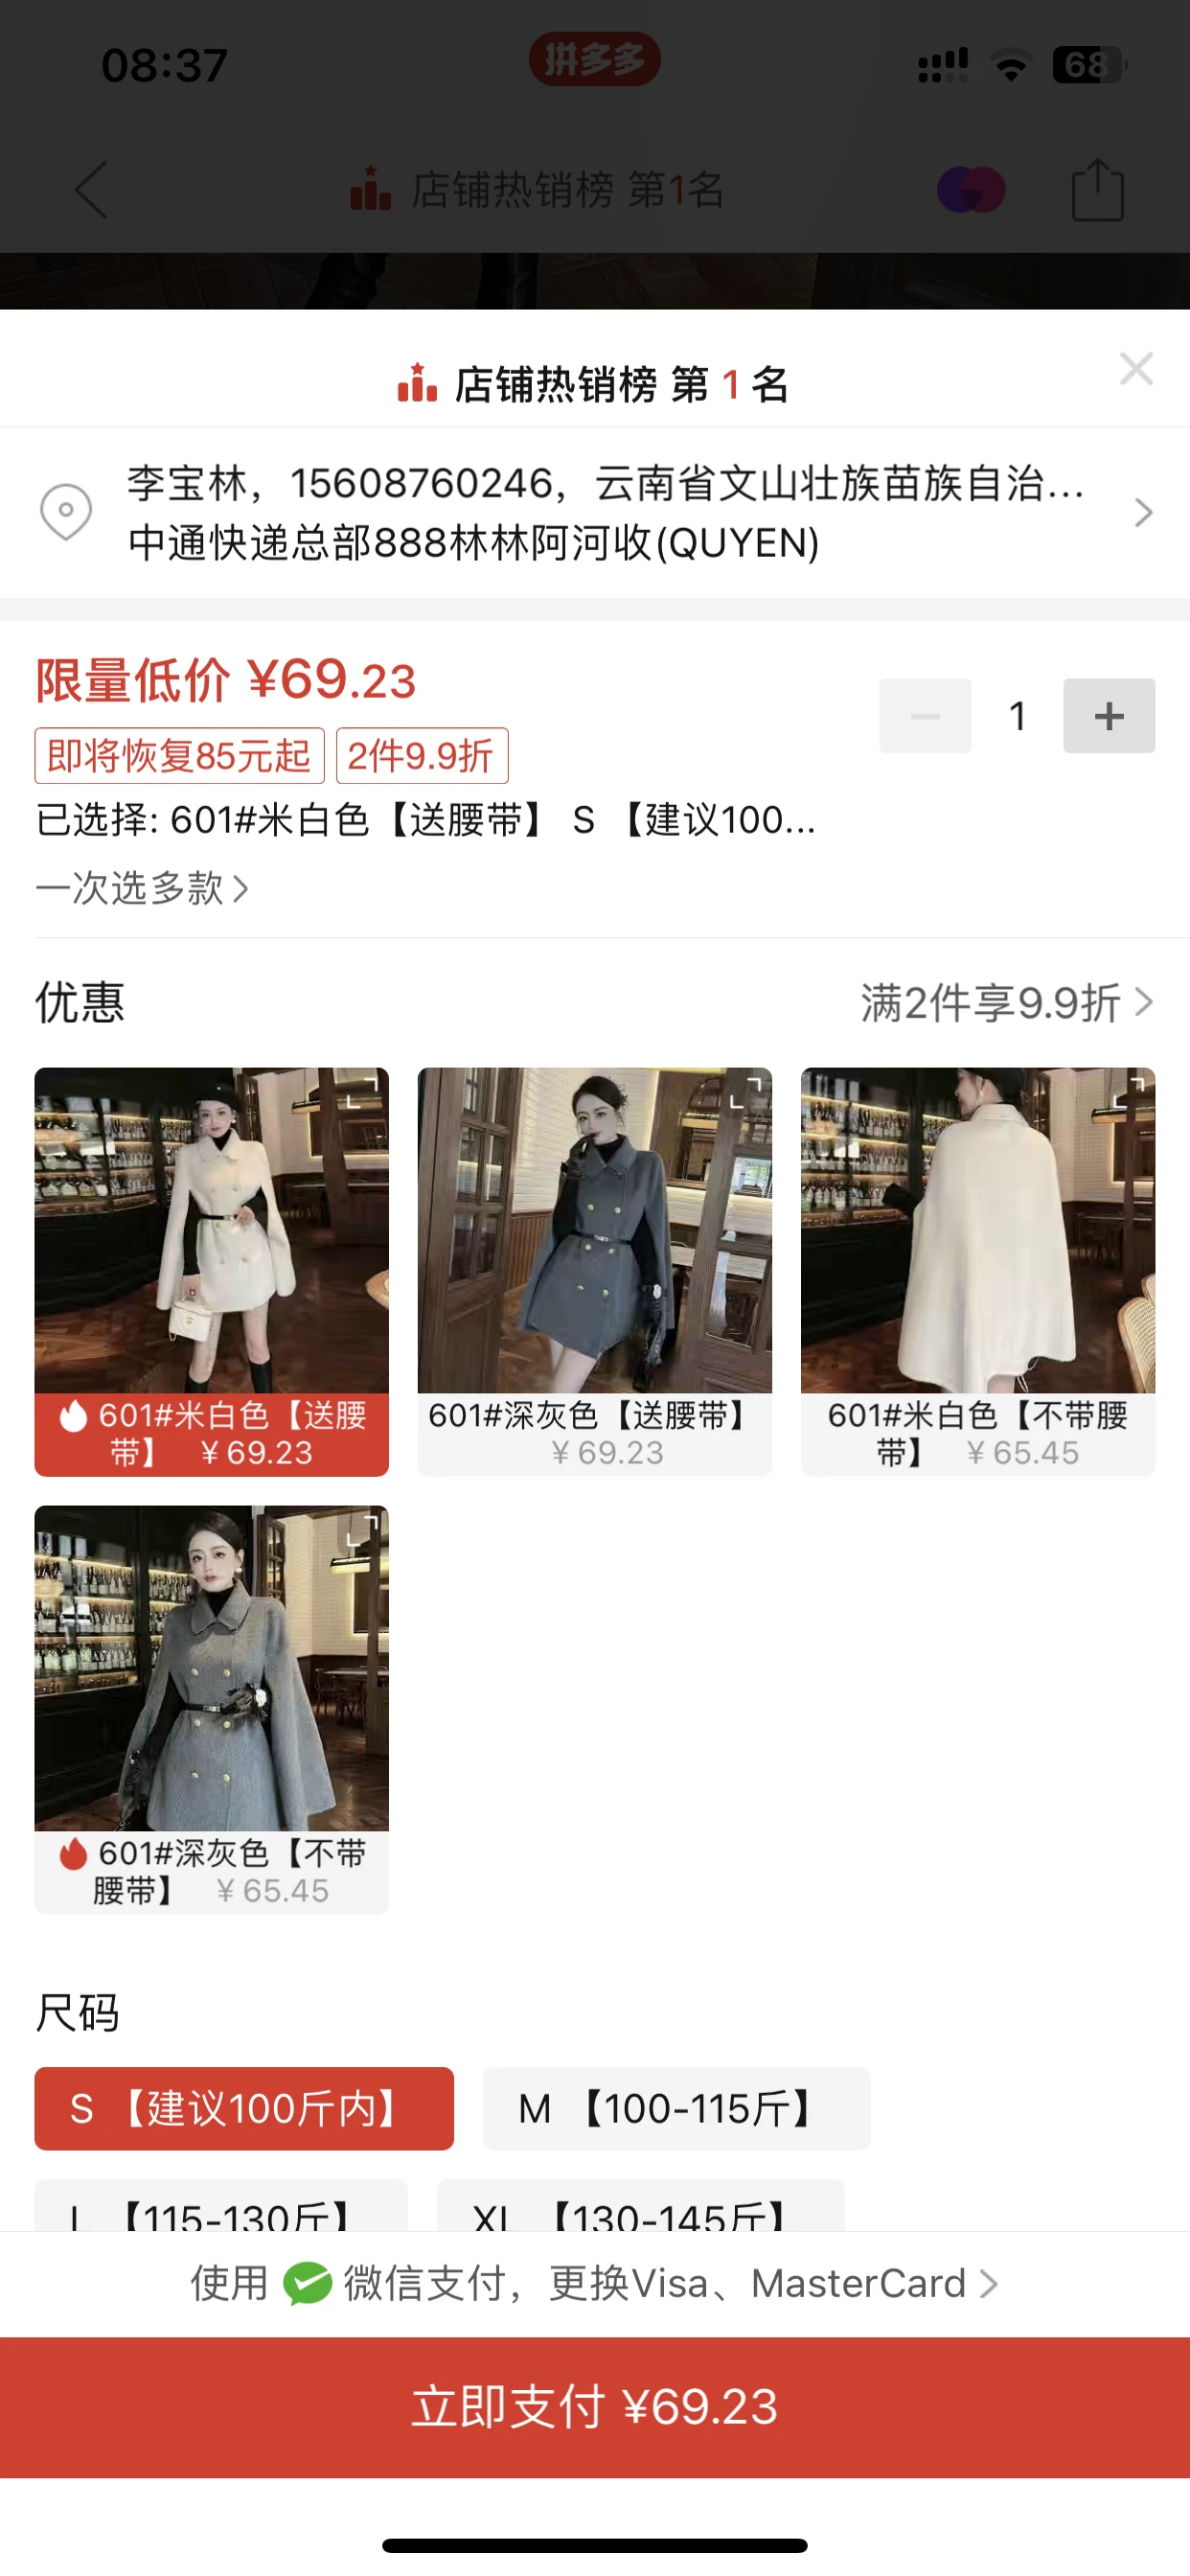 08:37
拼多多
68
店铺热销榜 第1名
店铺热销榜 第 1 名
李宝林，15608760246，云南省文山壮族苗族自治...
中通快递总部888林林阿河收(QUYEN)
限量低价 ¥69.23
1
即将恢复85元起
2件9.9折
已选择: 601#米白色【送腰带】 S 【建议100...
一次选多款
优惠
满2件享9.9折
601#米白色【送腰
带】 ¥ 69.23
601#深灰色【送腰带】
¥ 69.23
601#米白色【不带腰
带】 ¥ 65.45
601#深灰色【不带
腰带】 ¥ 65.45
尺码
S 【建议100斤内】
M 【100-115斤】
L 【115-130斤】
XL 【130-145斤】
使用 微信支付，更换Visa、MasterCard
立即支付 ¥69.23